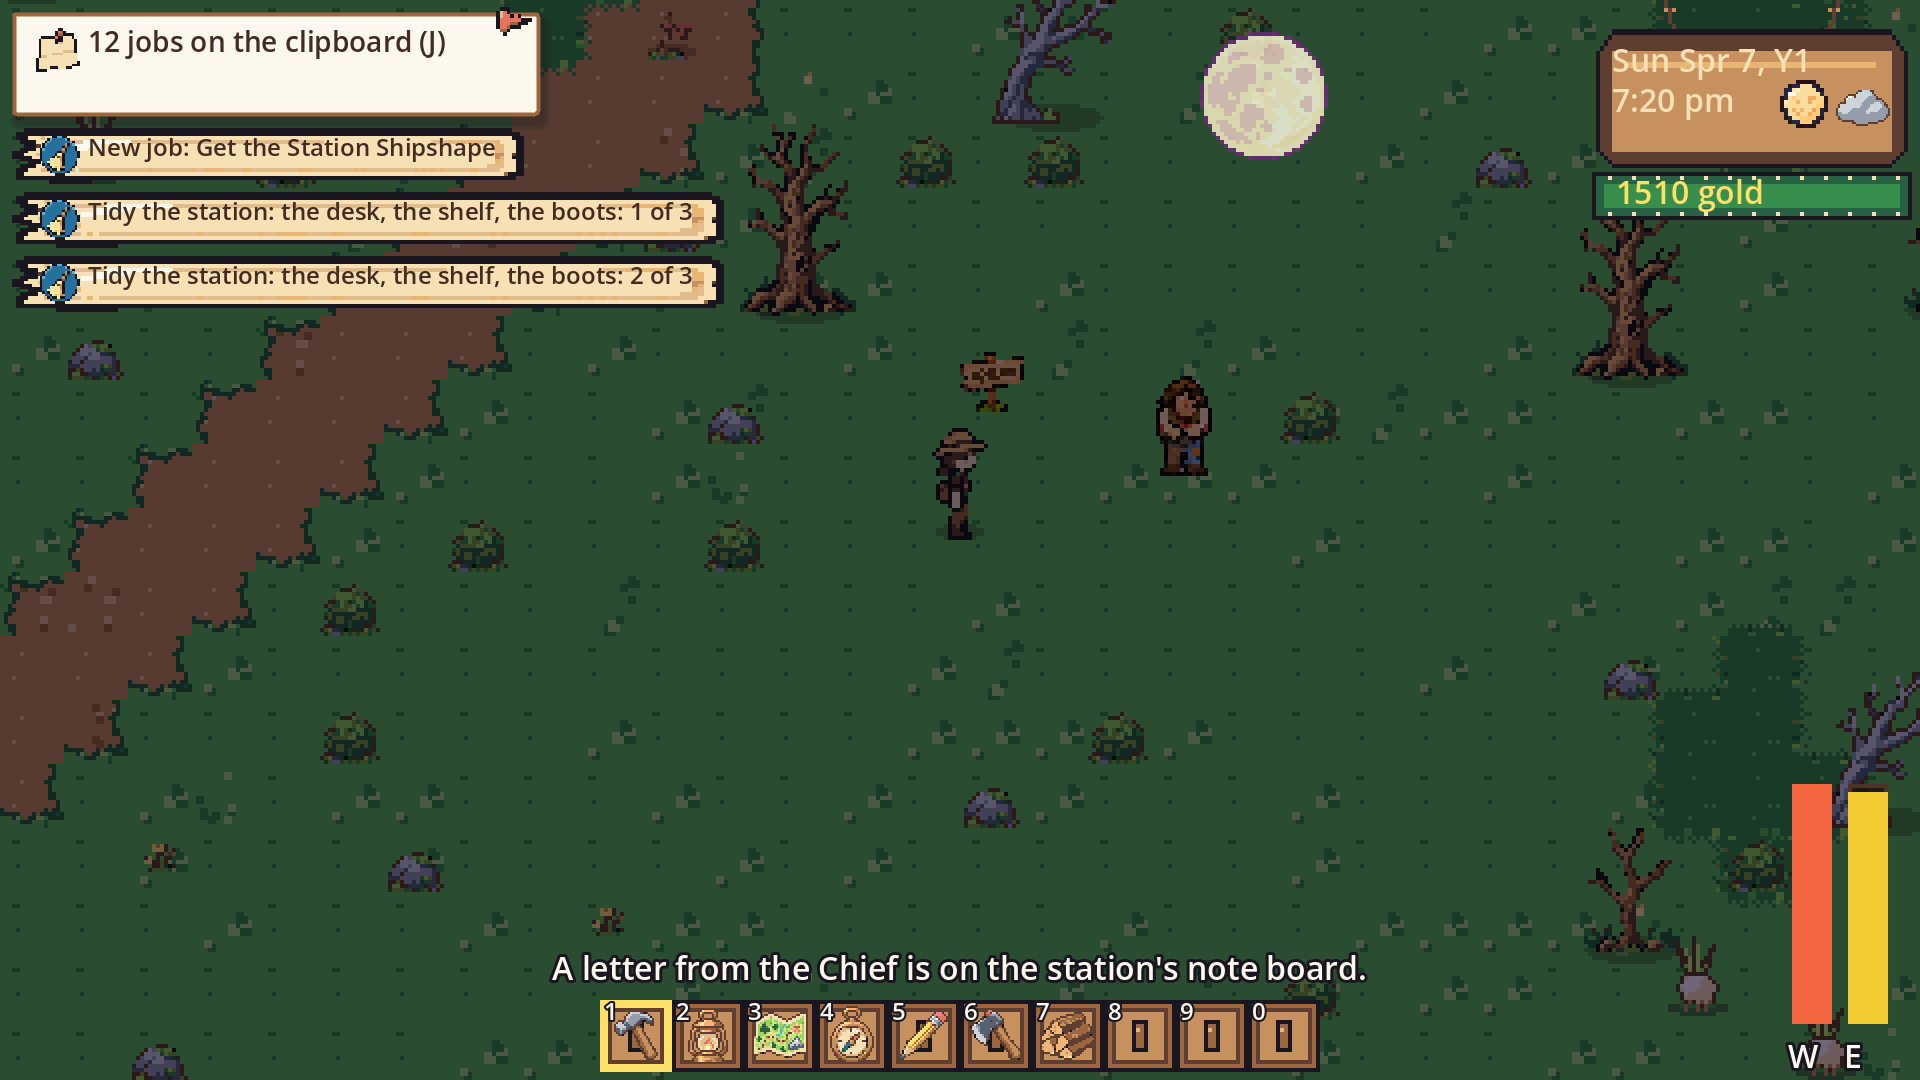 12 jobs on the clipboard (J)
New job: Get the Station Shipshape
Tidy the station: the desk, the shelf, the boots: 1 of 3
Tidy the station: the desk, the shelf, the boots: 2 of 3
Sun Spr 7, Y1
7:20 pm
1510 gold
A letter from the Chief is on the station's note board.
1 2 3 4 5 6 7 8 9 0
W E